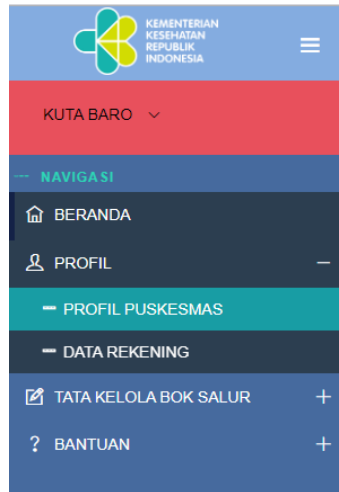 KEMENTERIAN
KESEHATAN
REPUBLIK
INDONESIA
KUTA BARO
NAVIGASI
BERANDA
PROFIL
PROFIL PUSKESMAS
DATA REKENING
TATA KELOLA BOK SALUR
? BANTUAN